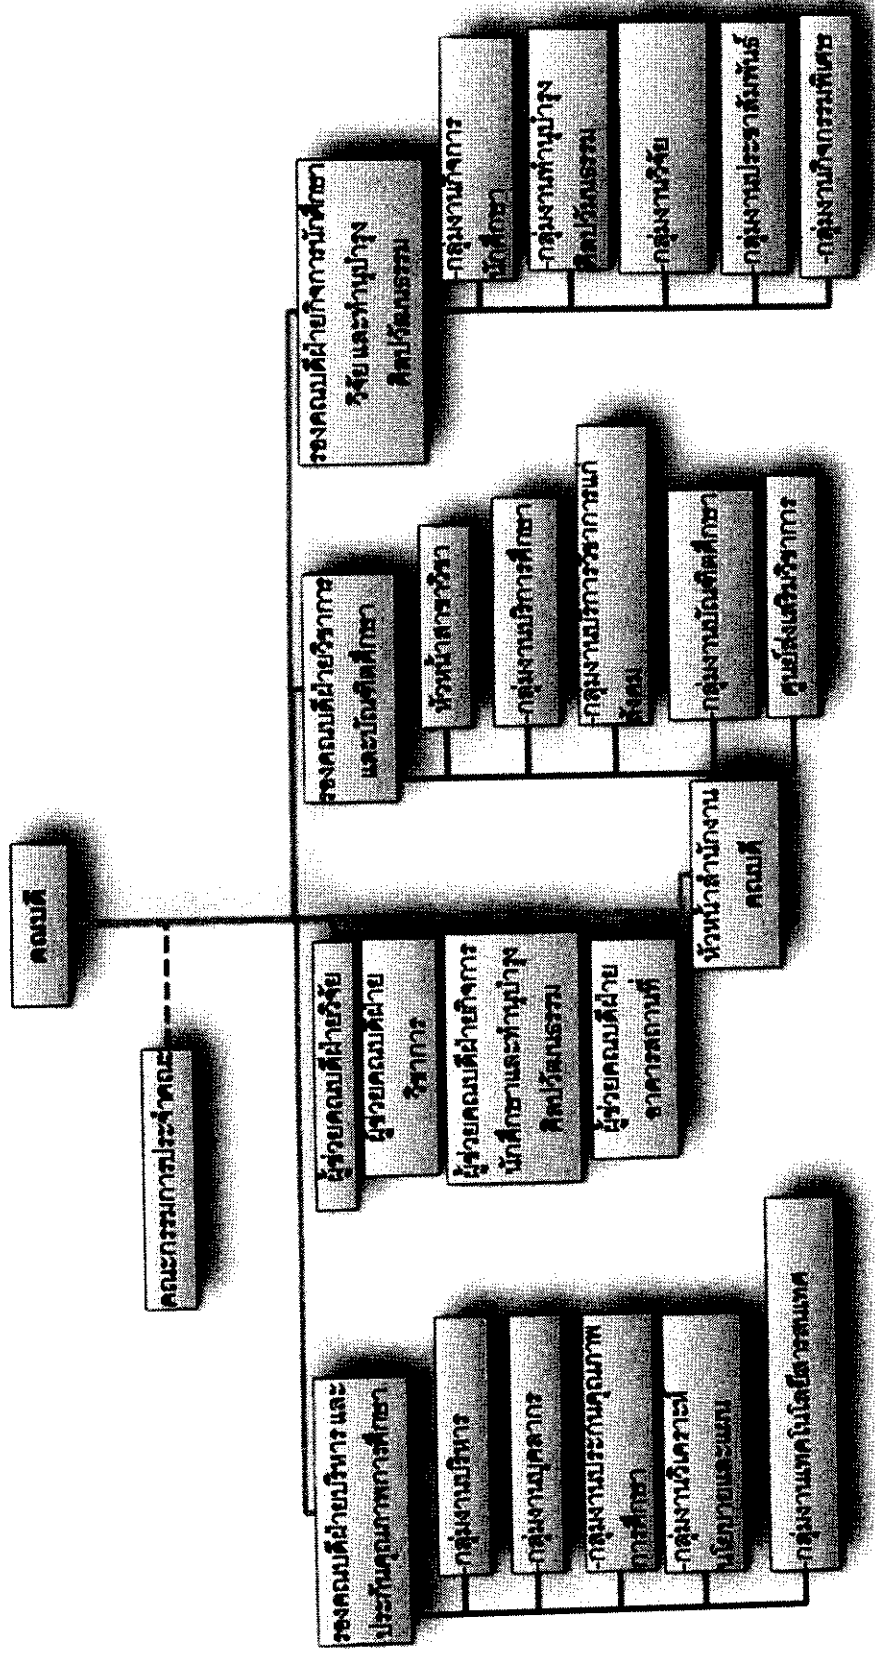 คณบดี
คณะกรรมการประจำคณะ
รองคณบดีฝ่ายบริหาร และ
ประกันคุณภาพการศึกษา
-กลุ่มงานบริหาร
-กลุ่มงานบุคลากร
-กลุ่มงานประกันคุณภาพ
การศึกษา
-กลุ่มงานวิเคราะห์
นโยบายและแผน
-กลุ่มงานเทคโนโลยีสารสนเทศ
ผู้ช่วยคณบดีฝ่ายวิจัย
ผู้ช่วยคณบดีฝ่าย
วิชาการ
ผู้ช่วยคณบดีฝ่ายกิจการ
นักศึกษาและทำนุบำรุง
ศิลปวัฒนธรรม
ผู้ช่วยคณบดีฝ่าย
อาคารสถานที่
หัวหน้าสำนักงาน
คณบดี
รองคณบดีฝ่ายวิชาการ
และบัณฑิตศึกษา
หัวหน้าสาขาวิชา
-กลุ่มงานบริการศึกษา
-กลุ่มงานบริการวิชาการแก่
สังคม
-กลุ่มงานบัณฑิตศึกษา
ศูนย์ส่งเสริมวิชาการ
รองคณบดีฝ่ายกิจการนักศึกษา
วิจัย และทำนุบำรุง
ศิลปวัฒนธรรม
-กลุ่มงานกิจการ
นักศึกษา
-กลุ่มงานทำนุบำรุง
ศิลปวัฒนธรรม
-กลุ่มงานวิจัย
-กลุ่มงานประชาสัมพันธ์
-กลุ่มงานกิจกรรมพิเศษ